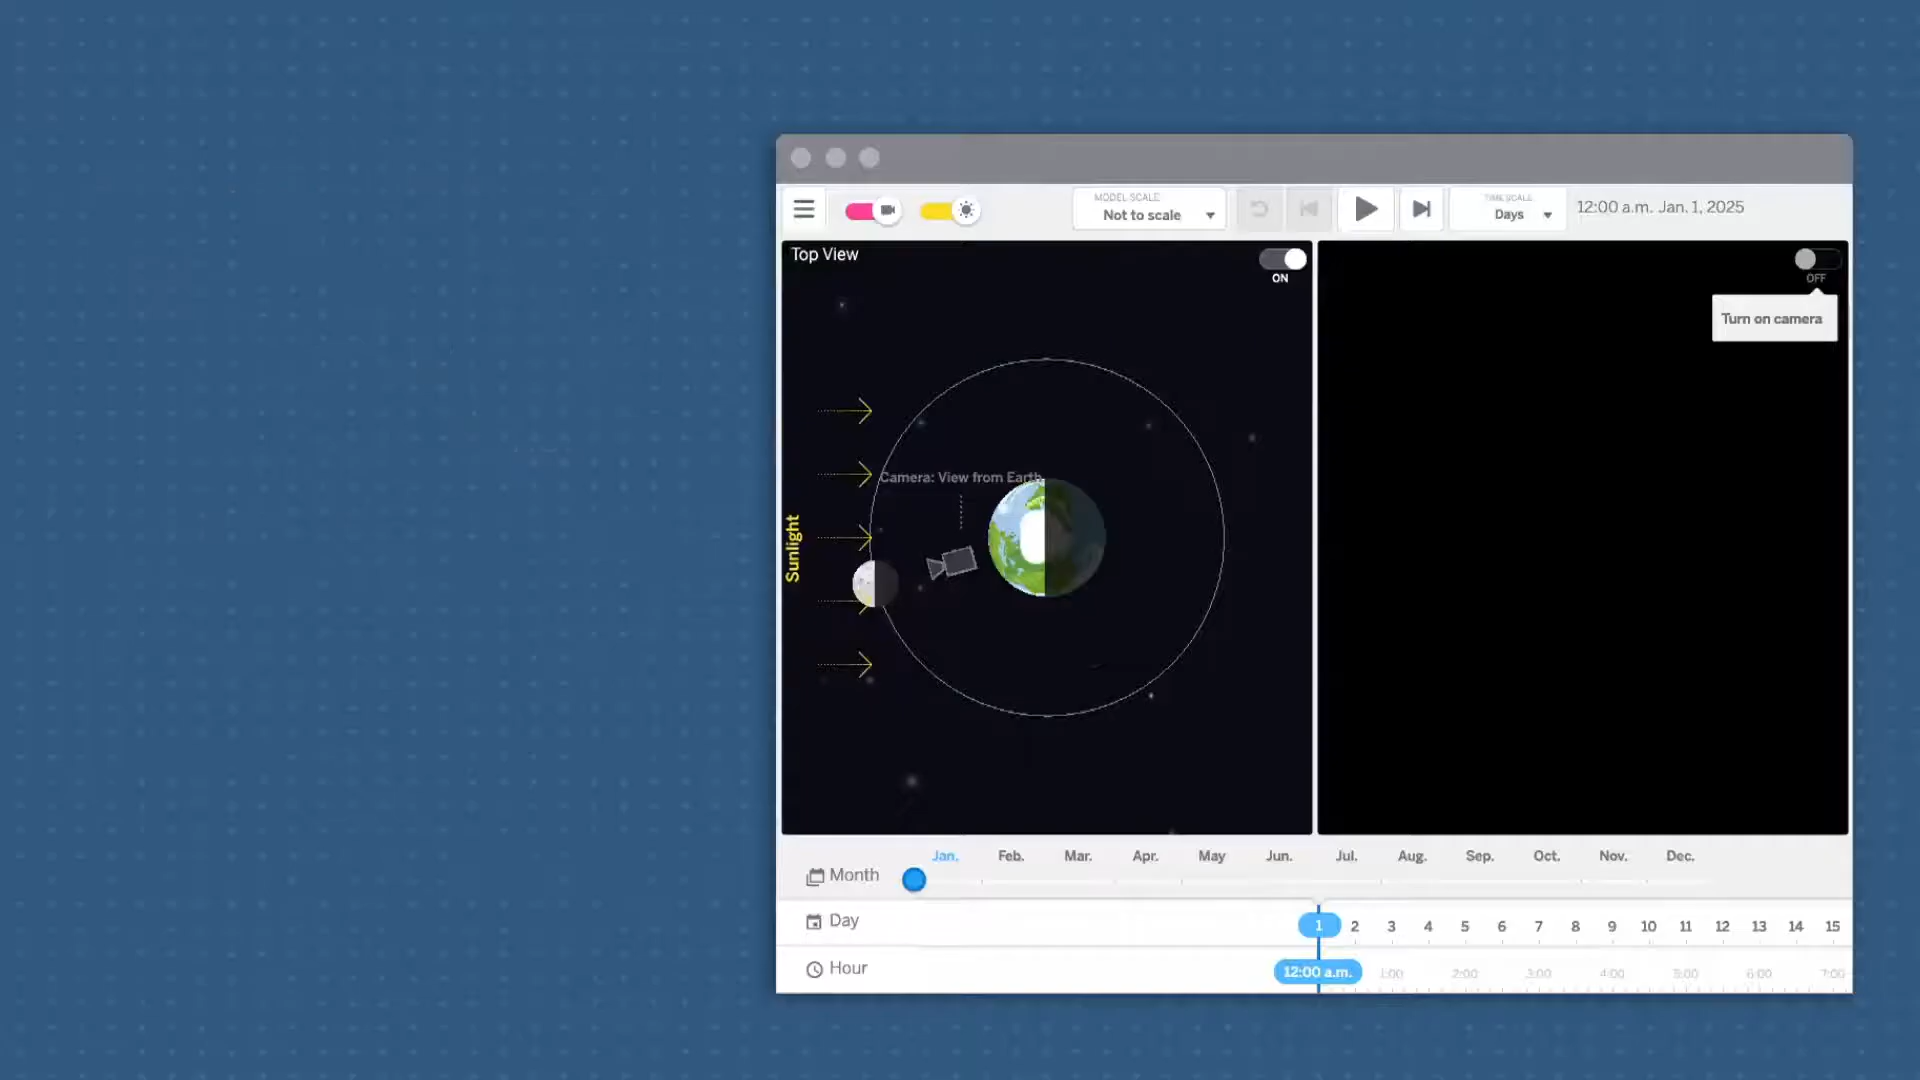 MODEL SCALE
Not to scale
TIME SCALE
Days
12:00 a.m. Jan. 1, 2025
Top View
ON
OFF
Turn on camera
Camera: View from Earth
Sunlight
Jan. Feb. Mar. Apr. May Jun. Jul. Aug. Sep. Oct. Nov. Dec.
Month
Day
1 2 3 4 5 6 7 8 9 10 11 12 13 14 15
Hour
12:00 a.m. 1:00 2:00 3:00 4:00 5:00 6:00 7:00